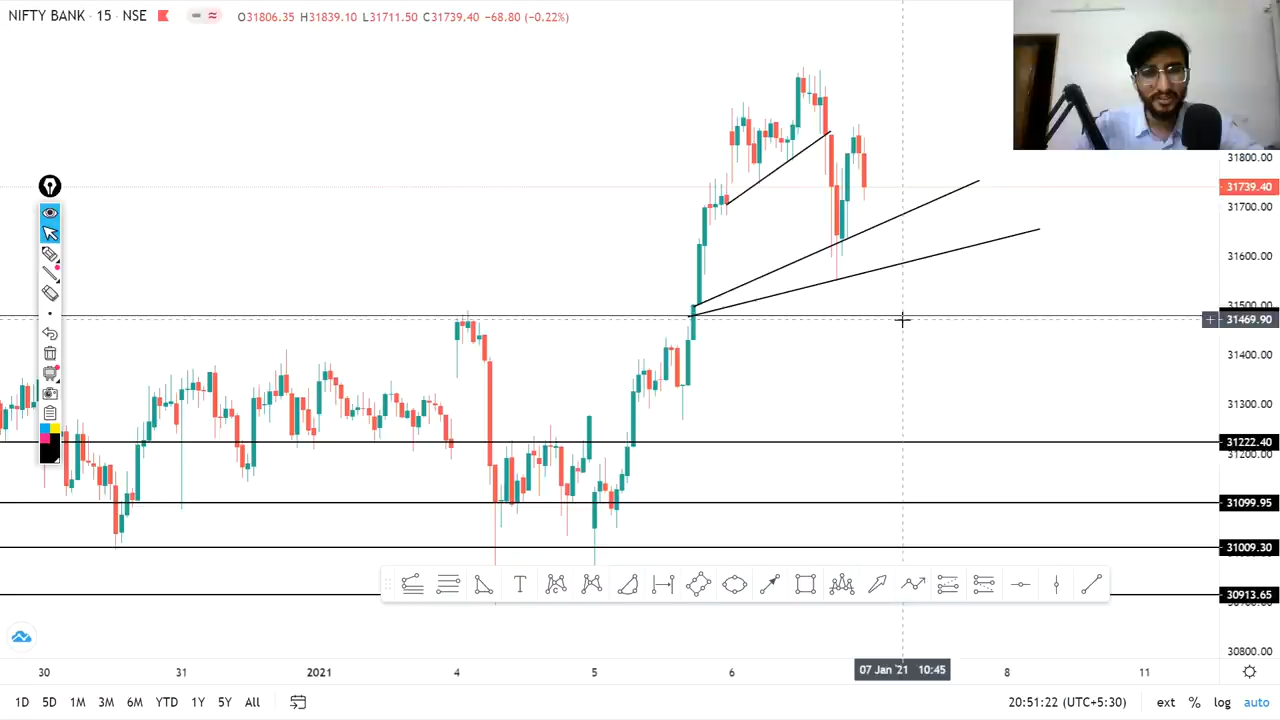 NIFTY BANK · 15 · NSE
O31806.35 H31839.10 L31711.50 C31739.40 −68.80 (−0.22%)
31800.00
31739.40
31700.00
31600.00
31500.00
31469.90
31400.00
31300.00
31222.40
31200.00
31099.95
31009.30
30913.65
30800.00
T
30 31 2021 4 5 6 07 Jan '21 10:45 8 11
1D 5D 1M 3M 6M YTD 1Y 5Y All
20:51:22 (UTC+5:30) ext % log auto